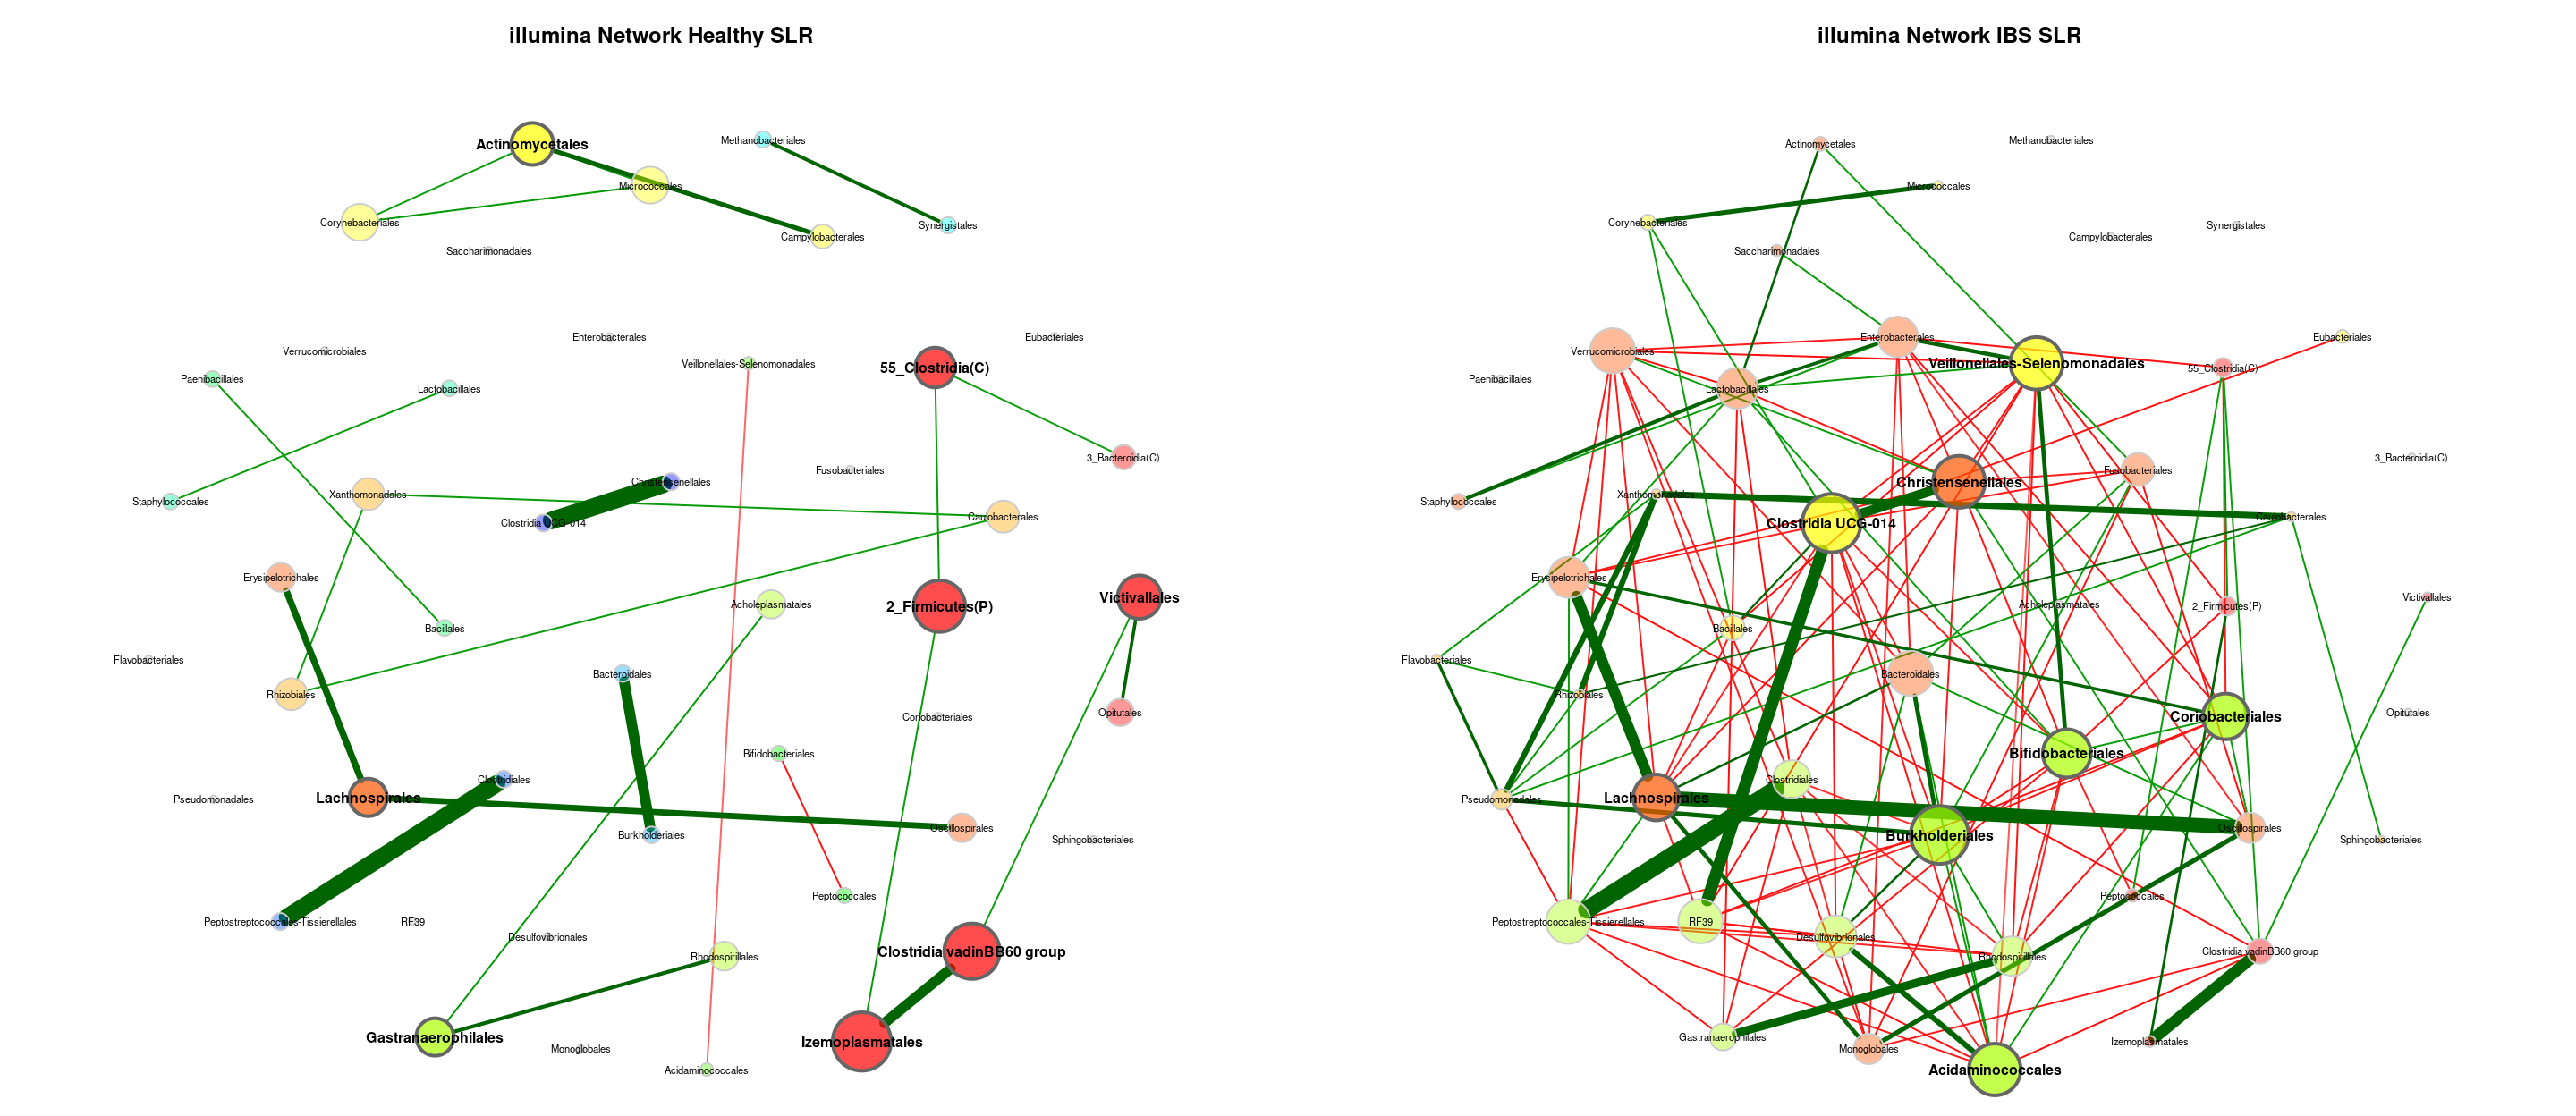 illumina Network Healthy SLR
Actinomycetales
Methanobacteriales
Micrococcales
Corynebacteriales
Synergistales
Campylobacterales
Saccharimonadales
Enterobacterales
Eubacteriales
Verrucomicrobiales
Veillonellales-Selenomonadales
55_Clostridia(C)
Paenibacillales
Lactobacillales
3_Bacteroidia(C)
Fusobacteriales
Christensenellales
Xanthomonadales
Staphylococcales
Caulobacterales
Clostridia UCG-014
Erysipelotrichales
Victivallales
Acholeplasmatales
2_Firmicutes(P)
Bacillales
Flavobacteriales
Bacteroidales
Rhizobiales
Opitutales
Coriobacteriales
Bifidobacteriales
Clostridiales
Lachnospirales
Pseudomonadales
Oscillospirales
Burkholderiales
Sphingobacteriales
Peptococcales
Peptostreptococcales-Tissierellales
RF39
Desulfovibrionales
Clostridia vadinBB60 group
Rhodospirillales
Gastranaerophilales
Izemoplasmatales
Monoglobales
Acidaminococcales
illumina Network IBS SLR
Methanobacteriales
Actinomycetales
Micrococcales
Corynebacteriales
Synergistales
Campylobacterales
Saccharimonadales
Enterobacterales
Eubacteriales
Verrucomicrobiales
Veillonellales-Selenomonadales
55_Clostridia(C)
Paenibacillales
Lactobacillales
3_Bacteroidia(C)
Fusobacteriales
Christensenellales
Xanthomonadales
Staphylococcales
Caulobacterales
Clostridia UCG-014
Erysipelotrichales
Victivallales
Acholeplasmatales
2_Firmicutes(P)
Bacillales
Flavobacteriales
Bacteroidales
Rhizobiales
Opitutales
Coriobacteriales
Bifidobacteriales
Clostridiales
Lachnospirales
Pseudomonadales
Oscillospirales
Burkholderiales
Sphingobacteriales
Peptococcales
Peptostreptococcales-Tissierellales
RF39
Desulfovibrionales
Clostridia vadinBB60 group
Rhodospirillales
Gastranaerophilales
Izemoplasmatales
Monoglobales
Acidaminococcales